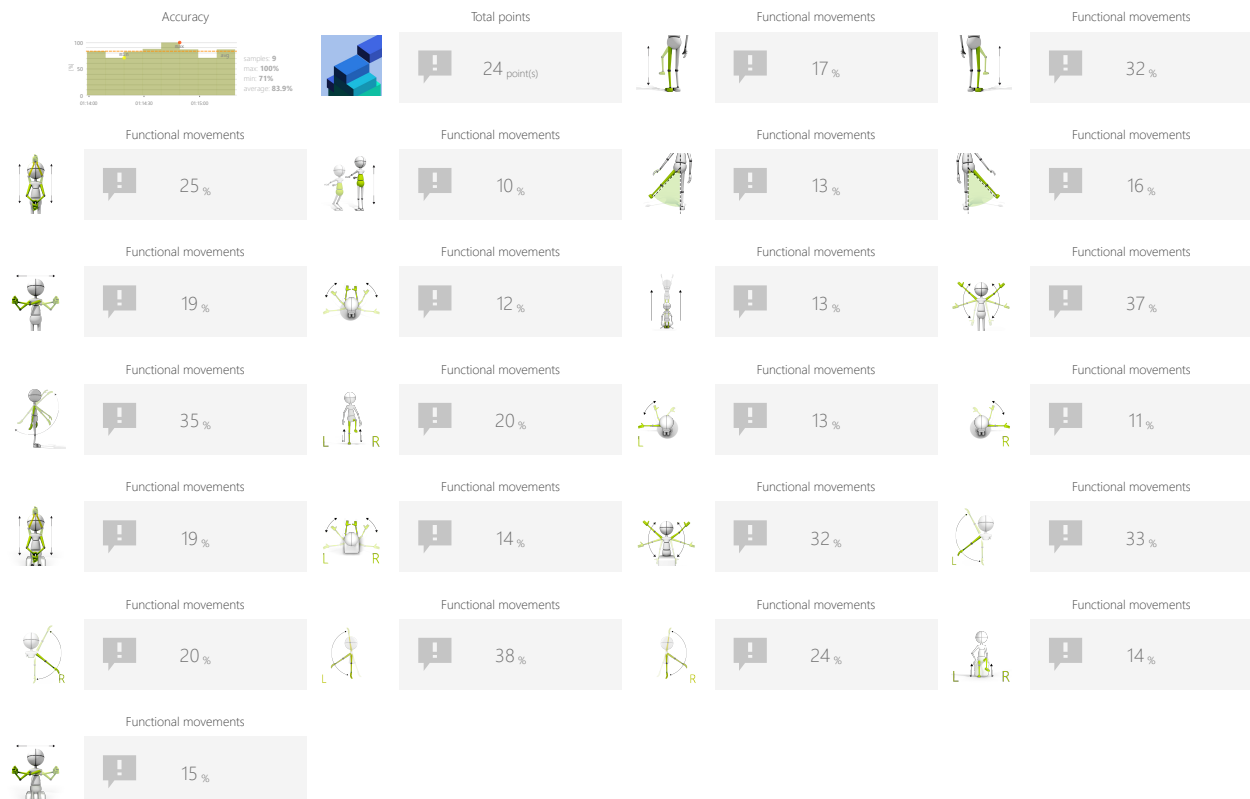 Accuracy
Total points
Functional movements
Functional movements
100
50
0
[%]
max
min
avg
01:14:00
01:14:30
01:15:00
samples: 9
max: 100%
min: 71%
average: 83.9%
24 point(s)
17 %
32 %
Functional movements
Functional movements
Functional movements
Functional movements
25 %
10 %
13 %
16 %
Functional movements
Functional movements
Functional movements
Functional movements
19 %
12 %
13 %
37 %
Functional movements
Functional movements
Functional movements
Functional movements
35 %
L R
20 %
L
13 %
R
11 %
Functional movements
Functional movements
Functional movements
Functional movements
19 %
L R
14 %
32 %
L
33 %
Functional movements
Functional movements
Functional movements
Functional movements
R
20 %
L
38 %
R
24 %
L R
14 %
Functional movements
15 %